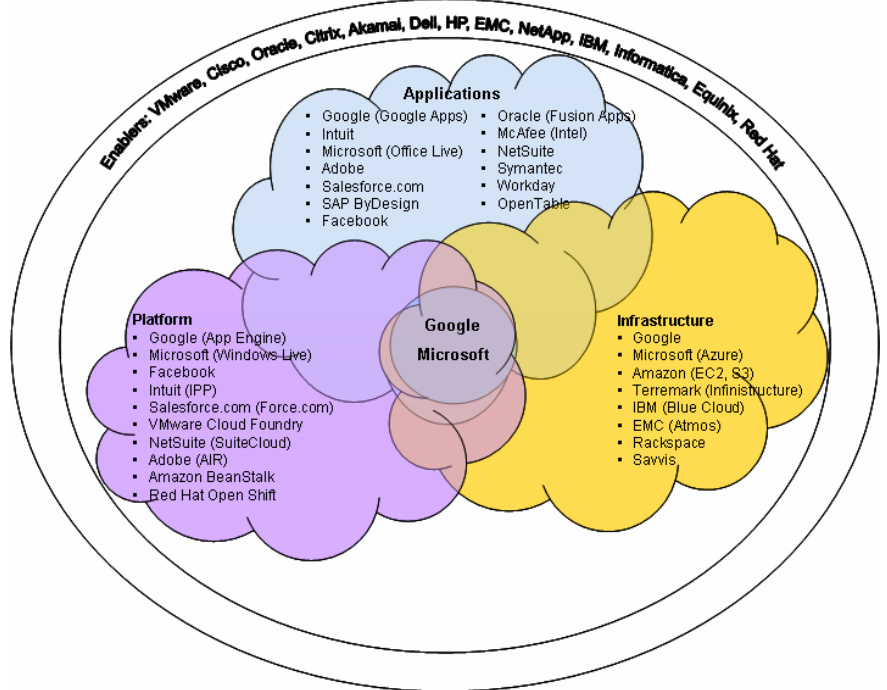 Enablers: VMware, Cisco, Oracle, Citrix, Akamai, Dell, HP, EMC, NetApp, IBM, Informatica, Equinix, Red Hat
Applications
▪ Google (Google Apps)
▪ Intuit
▪ Microsoft (Office Live)
▪ Adobe
▪ Salesforce.com
▪ SAP ByDesign
▪ Facebook
▪ Oracle (Fusion Apps)
▪ McAfee (Intel)
▪ NetSuite
▪ Symantec
▪ Workday
▪ OpenTable
Platform
▪ Google (App Engine)
▪ Microsoft (Windows Live)
▪ Facebook
▪ Intuit (IPP)
▪ Salesforce.com (Force.com)
▪ VMware Cloud Foundry
▪ NetSuite (SuiteCloud)
▪ Adobe (AIR)
▪ Amazon BeanStalk
▪ Red Hat Open Shift
Google
Microsoft
Infrastructure
▪ Google
▪ Microsoft (Azure)
▪ Amazon (EC2, S3)
▪ Terremark (Infinistructure)
▪ IBM (Blue Cloud)
▪ EMC (Atmos)
▪ Rackspace
▪ Savvis